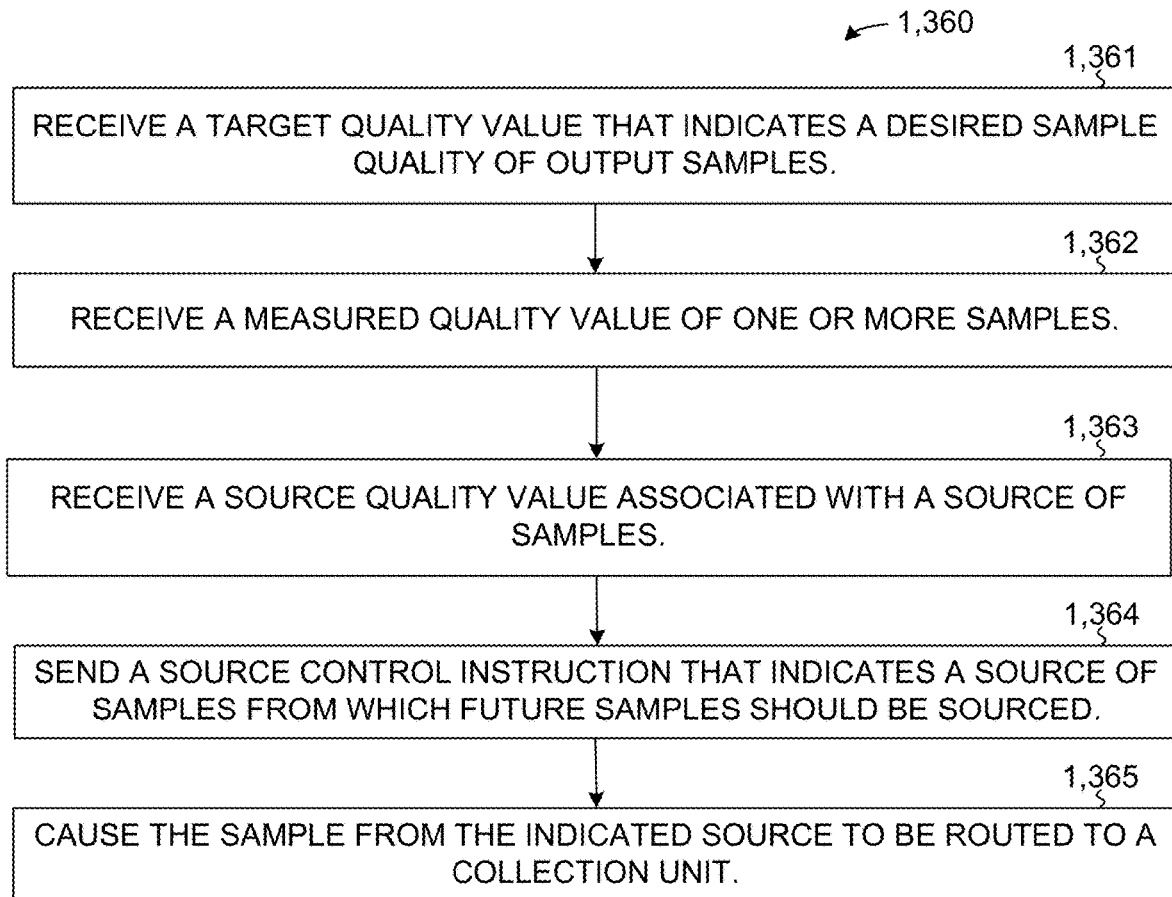 1,360
1,361
RECEIVE A TARGET QUALITY VALUE THAT INDICATES A DESIRED SAMPLE
QUALITY OF OUTPUT SAMPLES.
1,362
RECEIVE A MEASURED QUALITY VALUE OF ONE OR MORE SAMPLES.
1,363
RECEIVE A SOURCE QUALITY VALUE ASSOCIATED WITH A SOURCE OF
SAMPLES.
1,364
SEND A SOURCE CONTROL INSTRUCTION THAT INDICATES A SOURCE OF
SAMPLES FROM WHICH FUTURE SAMPLES SHOULD BE SOURCED.
1,365
CAUSE THE SAMPLE FROM THE INDICATED SOURCE TO BE ROUTED TO A
COLLECTION UNIT.